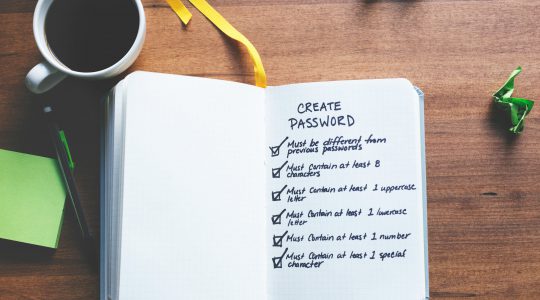 CREATE
PASSWORD
Must be different from
previous passwords
Must Contain at least 8
characters
Must Contain at least 1 uppercase
letter
Must Contain at least 1 lowercase
letter
Must Contain at least 1 number
Must Contain at least 1 special
character